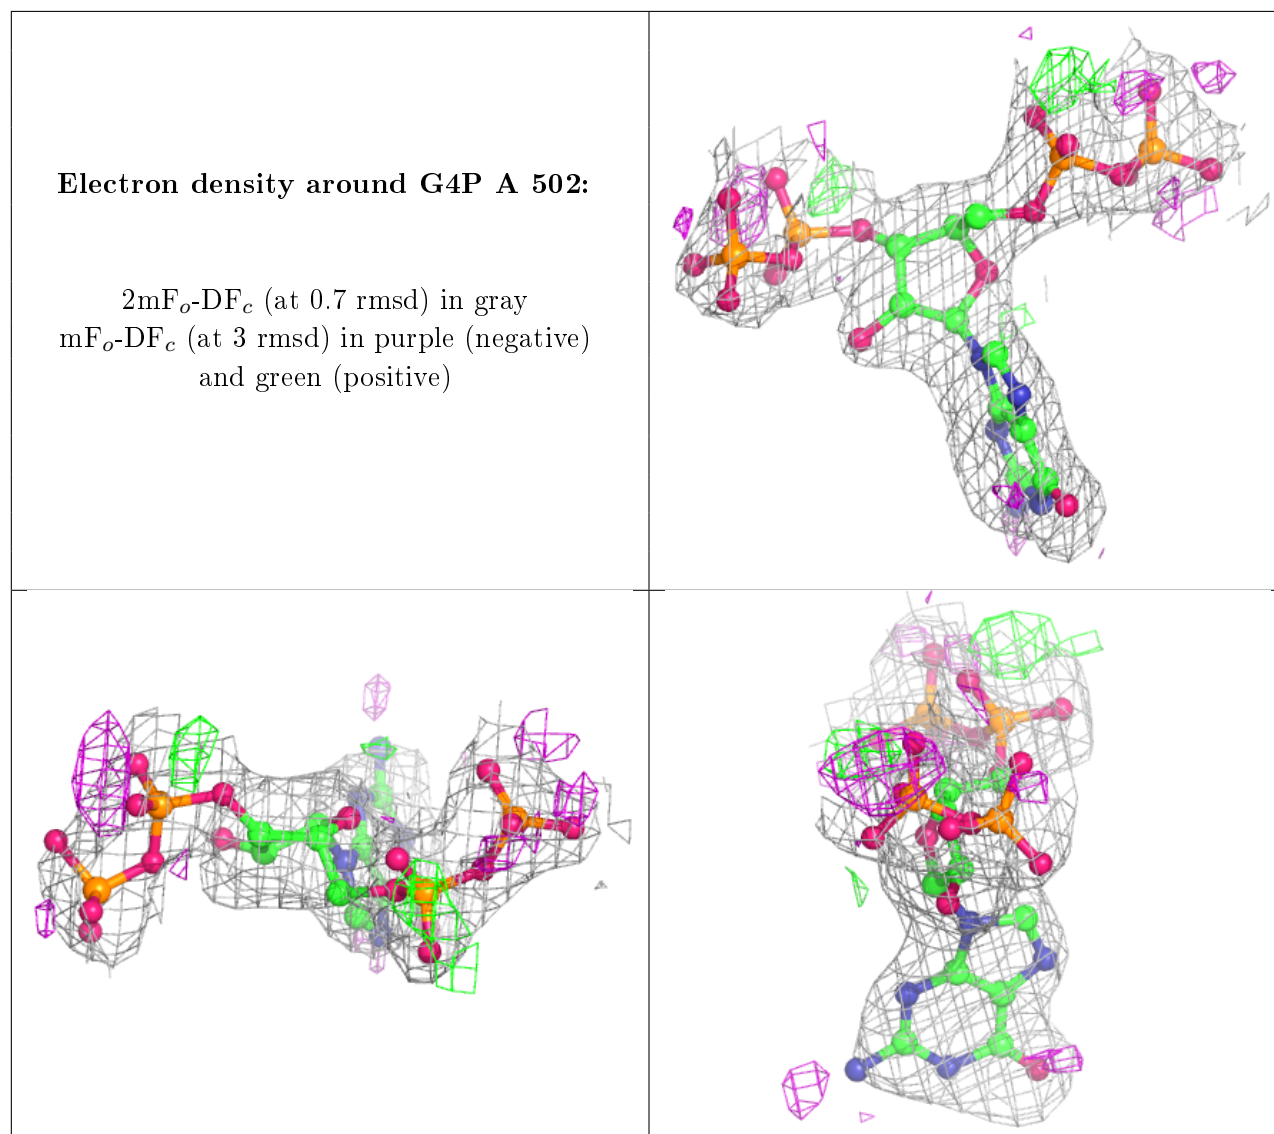 Electron density around G4P A 502:
2mFo-DFc (at 0.7 rmsd) in gray
mFo-DFc (at 3 rmsd) in purple (negative)
and green (positive)